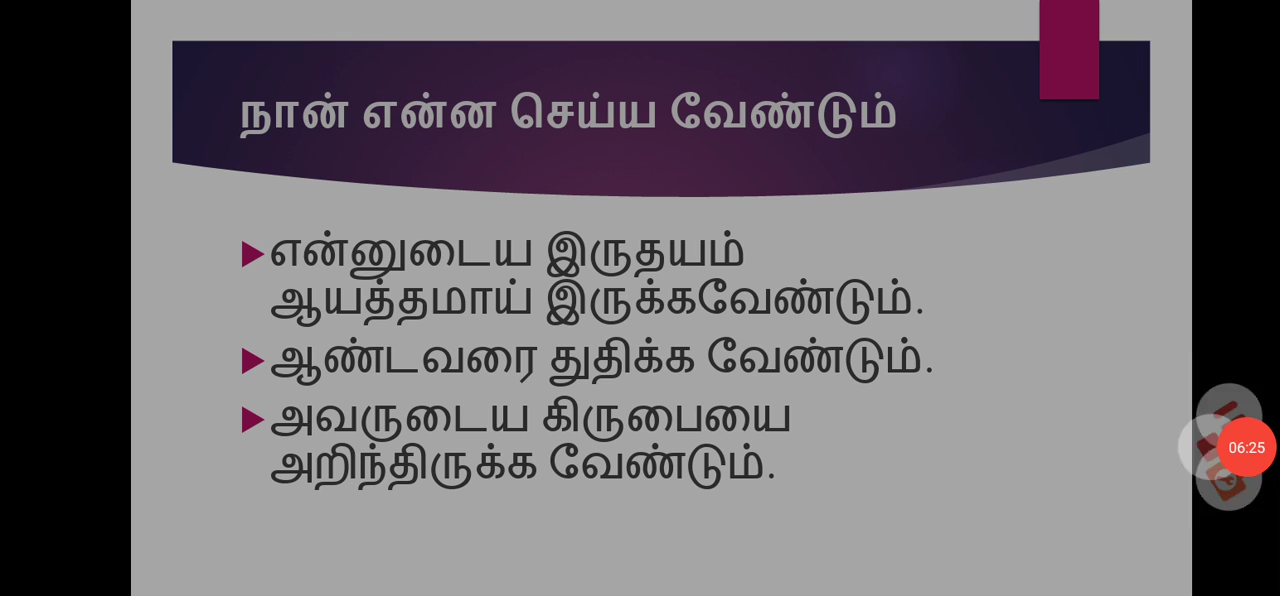 நான் என்ன செய்ய வேண்டும்
என்னுடைய இருதயம்
ஆயத்தமாய் இருக்கவேண்டும்.
ஆண்டவரை துதிக்க வேண்டும்.
அவருடைய கிருபையை
அறிந்திருக்க வேண்டும்.
06:25